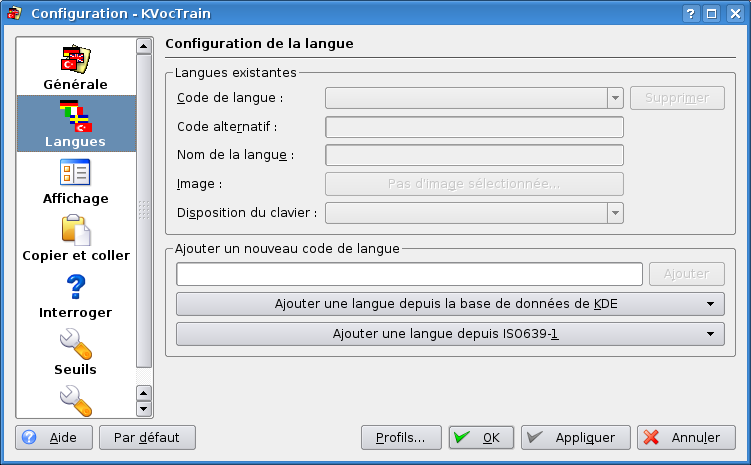 Configuration - KVocTrain
Générale
Langues
Affichage
Copier et coller
Interroger
Seuils
Configuration de la langue
Langues existantes
Code de langue :
Supprimer
Code alternatif :
Nom de la langue :
Image :
Pas d'image sélectionnée...
Disposition du clavier :
Ajouter un nouveau code de langue
Ajouter
Ajouter une langue depuis la base de données de KDE
Ajouter une langue depuis ISO639-1
Aide
Par défaut
Profils...
OK
Appliquer
Annuler